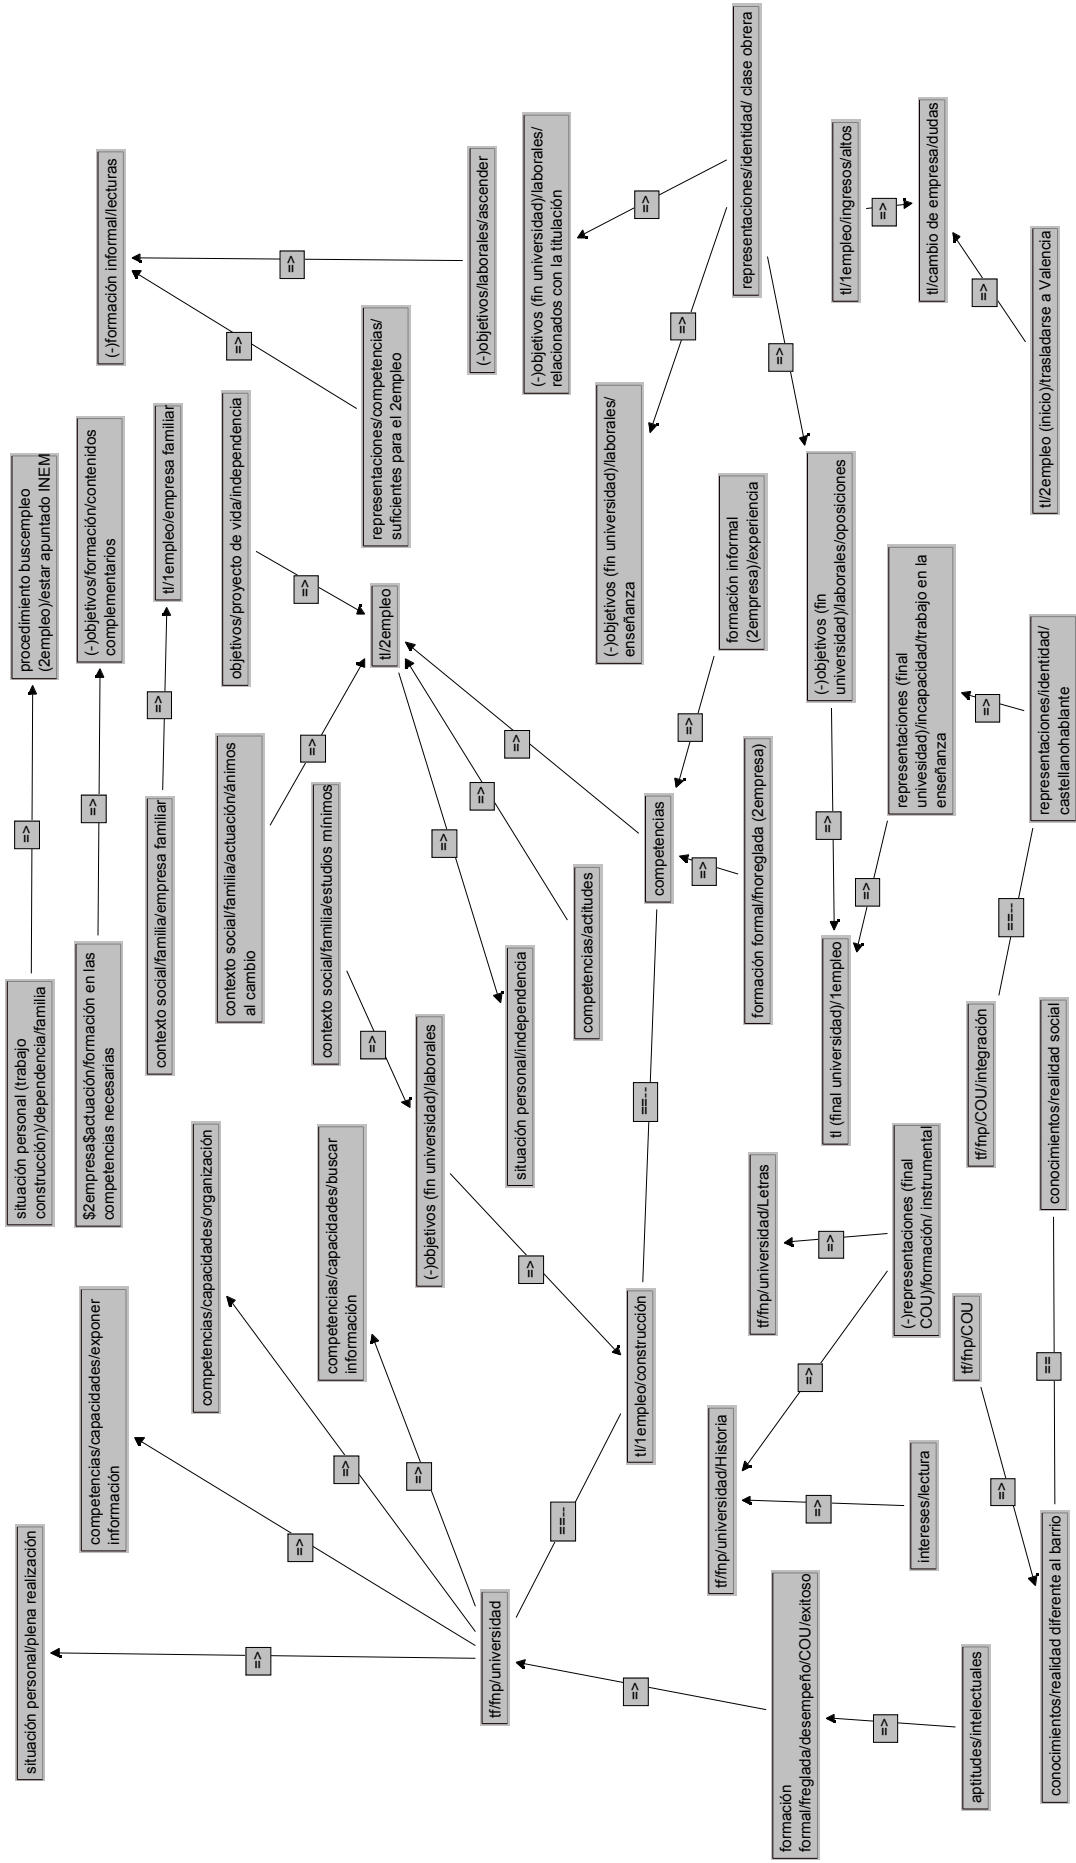 situación personal/plena realización
competencias/capacidades/exponer
información
competencias/capacidades/organización
competencias/capacidades/buscar
información
tf/fnp/universidad
formación
formal/freglada/desempeño/COU/exitoso
aptitudes/intelectuales
=>
=>
=>
=>
=>
=>
situación personal (trabajo
construcción)/dependencia/familia
=>
procedimiento buscempleo
(2empleo)/estar apuntado INEM
$2empresa$actuación/formación en las
competencias necesarias
=>
(-)objetivos/formación/contenidos
complementarios
contexto social/familia/empresa familiar
=>
tl/1empleo/empresa familiar
contexto social/familia/actuación/ánimos
al cambio
=>
objetivos/proyecto de vida/independencia
=>
tl/2empleo
contexto social/familia/estudios mínimos
=>
(-)objetivos (fin universidad)/laborales
=>
tl/1empleo/construcción
==--
==--
situación personal/independencia
=>
competencias/actitudes
=>
competencias
=>
formación informal
(2empresa)/experiencia
=>
formación formal/fnoreglada (2empresa)
=>
(-)formación informal/lecturas
=>
=>
representaciones/competencias/
suficientes para el 2empleo
(-)objetivos/laborales/ascender
(-)objetivos (fin universidad)/laborales/
relacionados con la titulación
=>
(-)objetivos (fin universidad)/laborales/
enseñanza
=>
representaciones/identidad/ clase obrera
=>
(-)objetivos (fin
universidad)/laborales/oposiciones
=>
tl (final universidad)/1empleo
=>
representaciones (final
univesidad)/incapacidad/trabajo en la
enseñanza
=>
representaciones/identidad/
castellanohablante
==--
tf/fnp/COU/integración
tl/1empleo/ingresos/altos
=>
tl/cambio de empresa/dudas
=>
tl/2empleo (inicio)/trasladarse a Valencia
tf/fnp/universidad/Historia
=>
intereses/lectura
=>
tf/fnp/universidad/Letras
=>
(-)representaciones (final
COU)/formación/ instrumental
tf/fnp/COU
=>
conocimientos/realidad diferente al barrio
==
conocimientos/realidad social